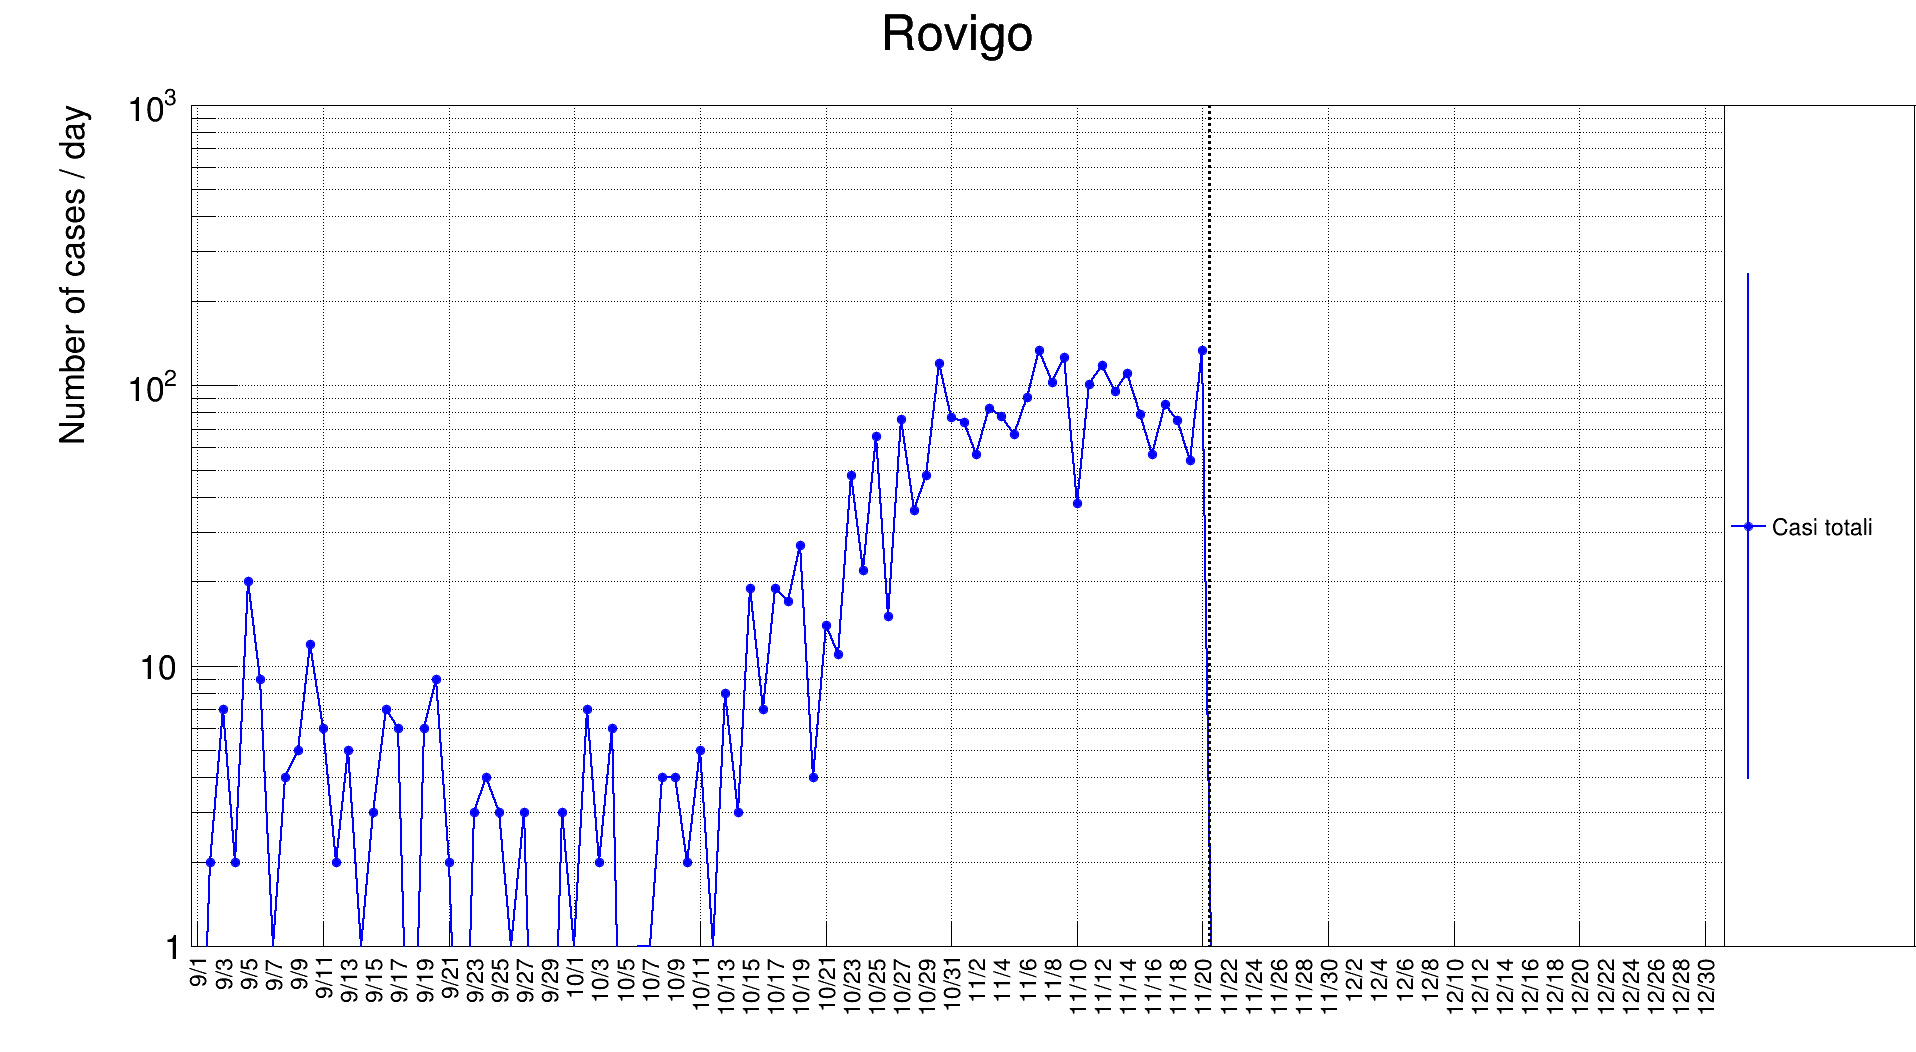 Rovigo
Number of cases / day
10³
10²
10
1
9/1 9/3 9/5 9/7 9/9 9/11 9/13 9/15 9/17 9/19 9/21 9/23 9/25 9/27 9/29 10/1 10/3 10/5 10/7 10/9 10/11 10/13 10/15 10/17 10/19 10/21 10/23 10/25 10/27 10/29 10/31 11/2 11/4 11/6 11/8 11/10 11/12 11/14 11/16 11/18 11/20 11/22 11/24 11/26 11/28 11/30 12/2 12/4 12/6 12/8 12/10 12/12 12/14 12/16 12/18 12/20 12/22 12/24 12/26 12/28 12/30
Casi totali